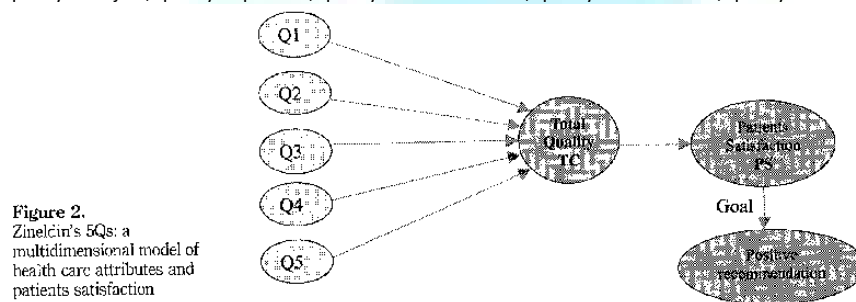 Q1
Q2
Q3
Q4
Q5
Total
Quality
TC
Patients
Satisfaction
PS
Goal
Positive
recommendation
Figure 2.
Zineldin's 5Qs: a
multidimensional model of
health care attributes and
patients satisfaction